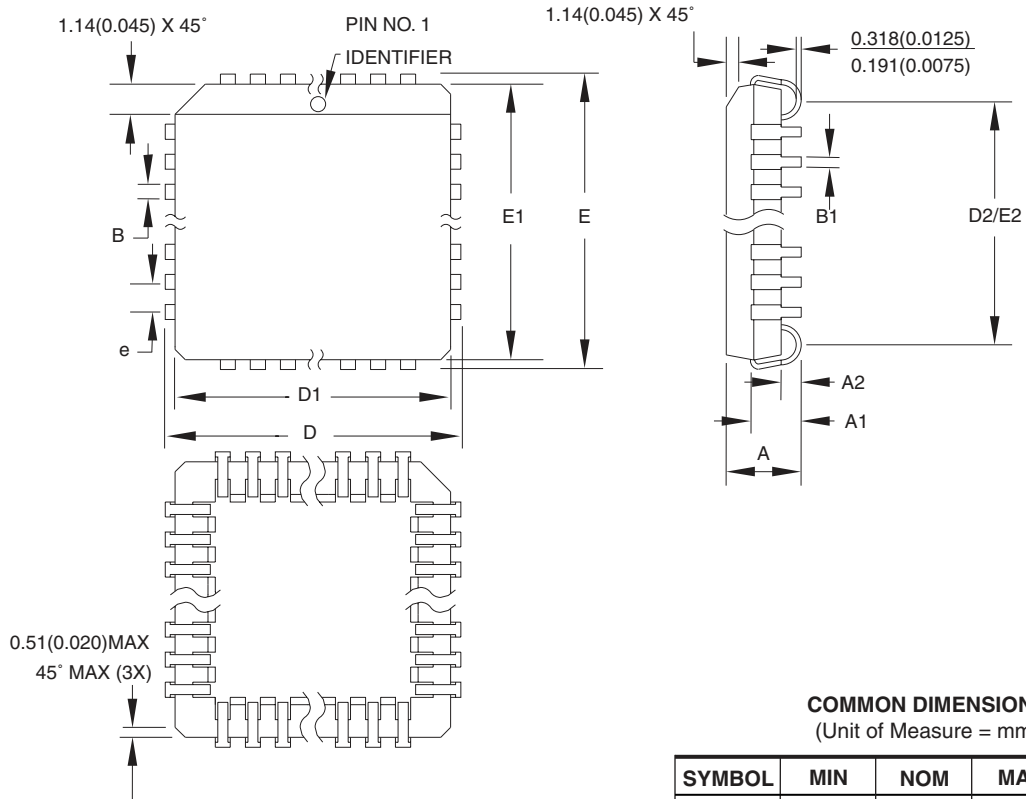 1.14(0.045) X 45˚
PIN NO. 1
IDENTIFIER
1.14(0.045) X 45˚
0.318(0.0125)
0.191(0.0075)
E1
E
B
e
B1
D2/E2
D1
D
A2
A1
A
0.51(0.020)MAX
45˚ MAX (3X)
COMMON DIMENSION
(Unit of Measure = mm
SYMBOL MIN NOM MA